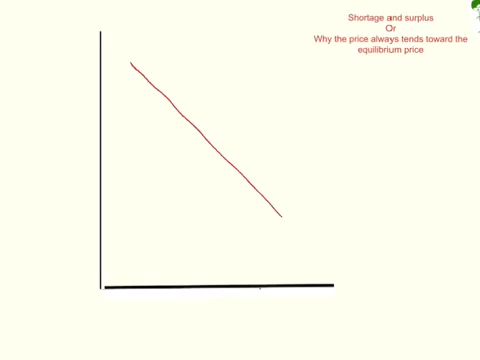 Shortage and surplus
Or
Why the price always tends toward the
equilibrium price